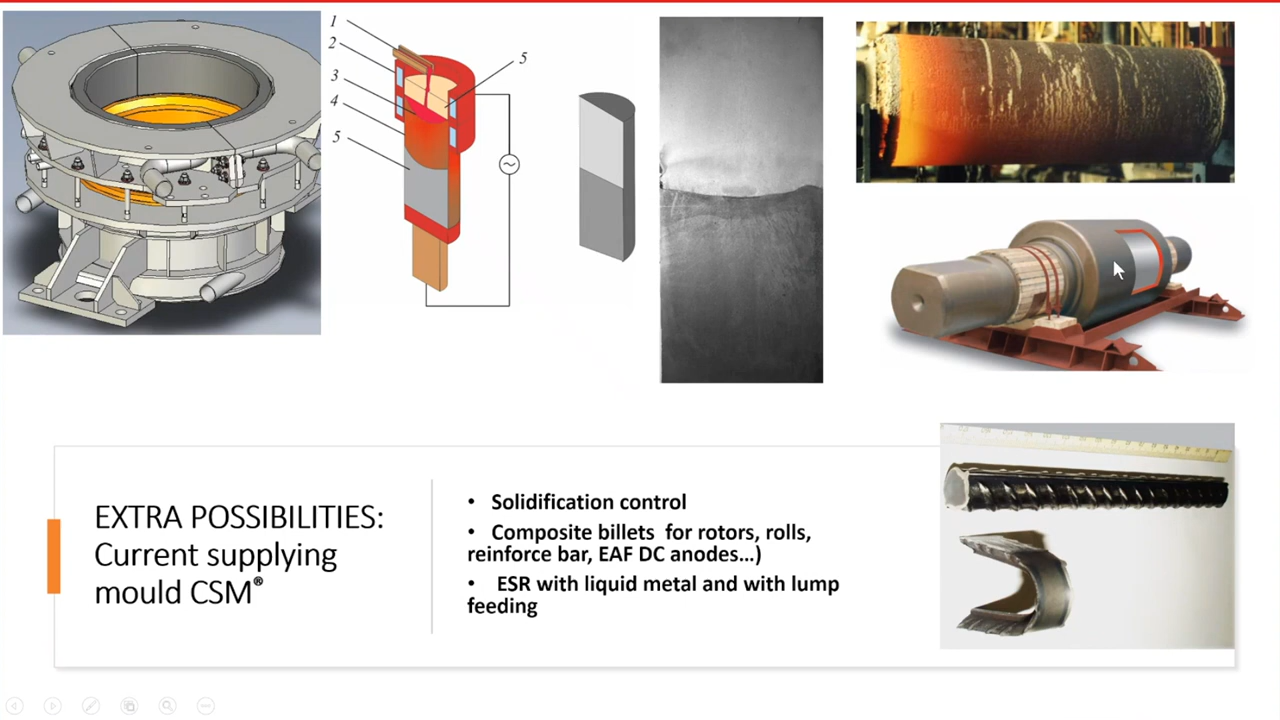 1
2
3
4
5
5
EXTRA POSSIBILITIES:
Current supplying
mould CSM®
• Solidification control
• Composite billets for rotors, rolls,
reinforce bar, EAF DC anodes...)
• ESR with liquid metal and with lump
feeding